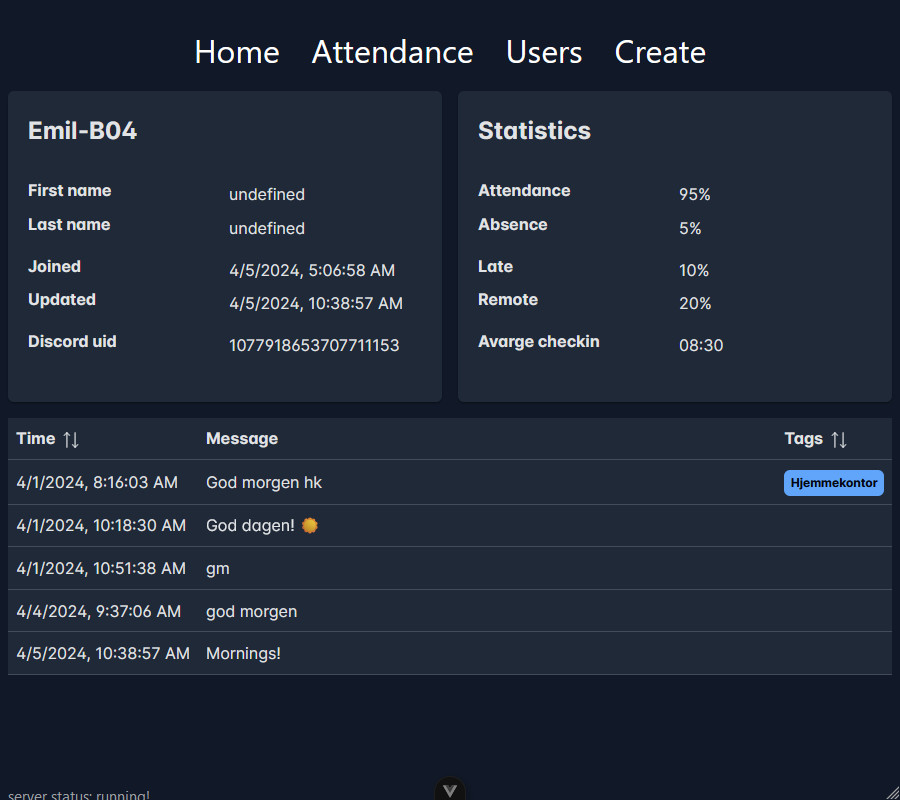 Home Attendance Users Create
Emil-B04
First name undefined
Last name undefined
Joined 4/5/2024, 5:06:58 AM
Updated 4/5/2024, 10:38:57 AM
Discord uid 1077918653707711153
Statistics
Attendance 95%
Absence 5%
Late 10%
Remote 20%
Avarge checkin 08:30
Time Message Tags
4/1/2024, 8:16:03 AM God morgen hk Hjemmekontor
4/1/2024, 10:18:30 AM God dagen!
4/1/2024, 10:51:38 AM gm
4/4/2024, 9:37:06 AM god morgen
4/5/2024, 10:38:57 AM Mornings!
server status: running!